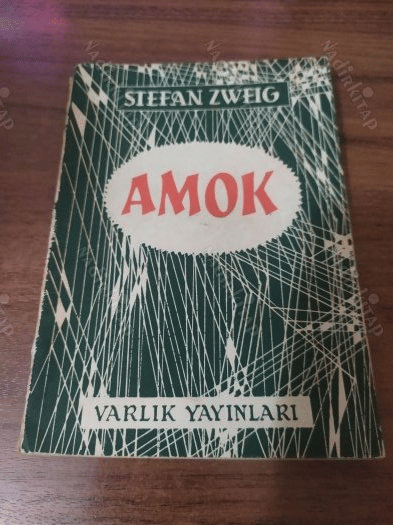 STEFAN ZWEIG
AMOK
VARLIK YAYINLARI